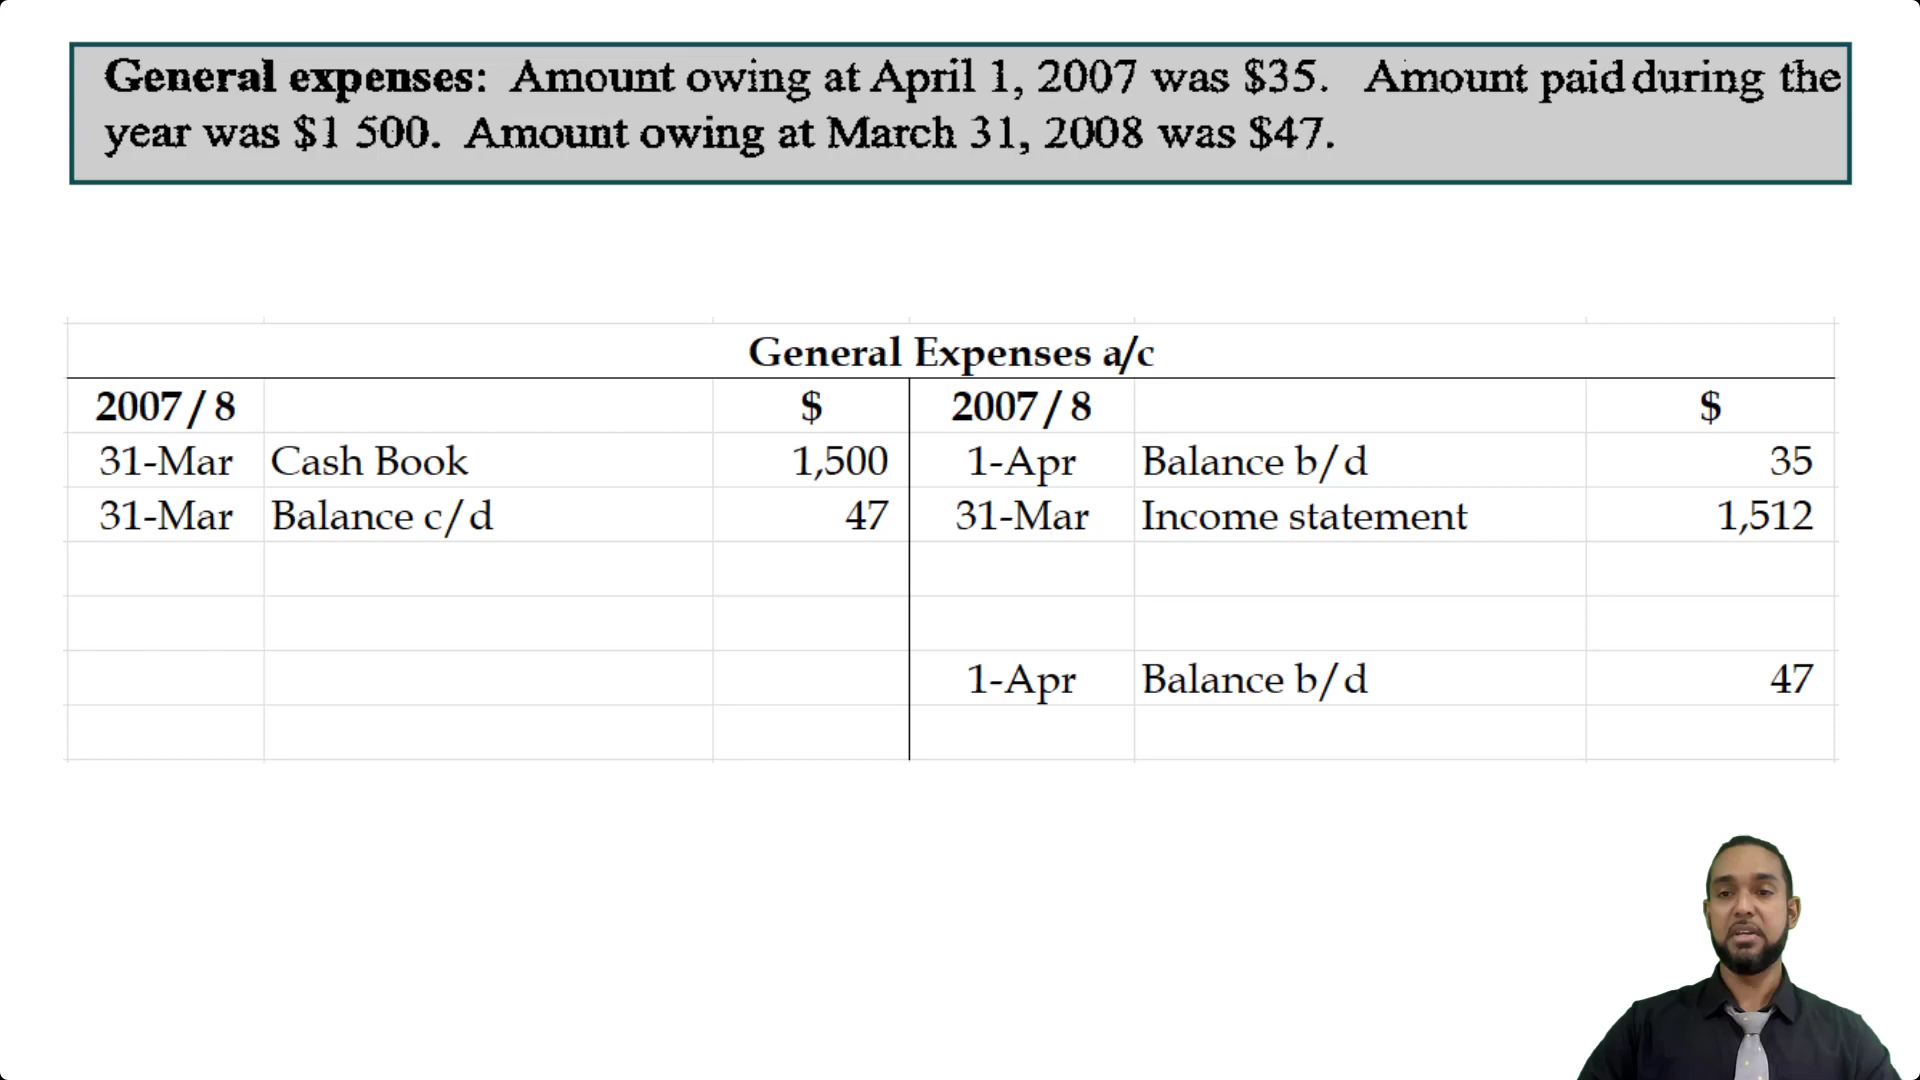 General expenses: Amount owing at April 1, 2007 was $35. Amount paid during the
year was $1 500. Amount owing at March 31, 2008 was $47.
General Expenses a/c
2007/8 $ 2007/8 $
31-Mar Cash Book 1,500 1-Apr Balance b/d 35
31-Mar Balance c/d 47 31-Mar Income statement 1,512
1-Apr Balance b/d 47